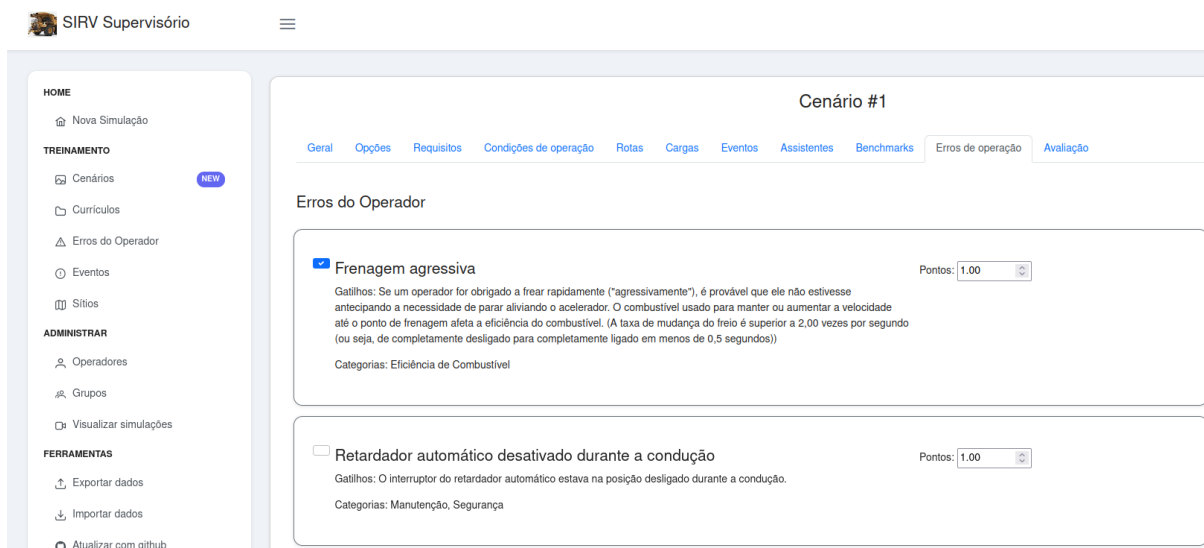 SIRV Supervisório
HOME
Nova Simulação
TREINAMENTO
Cenários NEW
Currículos
Erros do Operador
Eventos
Sítios
ADMINISTRAR
Operadores
Grupos
Visualizar simulações
FERRAMENTAS
Exportar dados
Importar dados
Atualizar com github
Cenário #1
Geral Opções Requisitos Condições de operação Rotas Cargas Eventos Assistentes Benchmarks Erros de operação Avaliação
Erros do Operador
Frenagem agressiva Pontos: 1.00
Gatilhos: Se um operador for obrigado a frear rapidamente ("agressivamente"), é provável que ele não estivesse
antecipando a necessidade de parar aliviando o acelerador. O combustível usado para manter ou aumentar a velocidade
até o ponto de frenagem afeta a eficiência do combustível. (A taxa de mudança do freio é superior a 2,00 vezes por segundo
(ou seja, de completamente desligado para completamente ligado em menos de 0,5 segundos))
Categorias: Eficiência de Combustível
Retardador automático desativado durante a condução Pontos: 1.00
Gatilhos: O interruptor do retardador automático estava na posição desligado durante a condução.
Categorias: Manutenção, Segurança